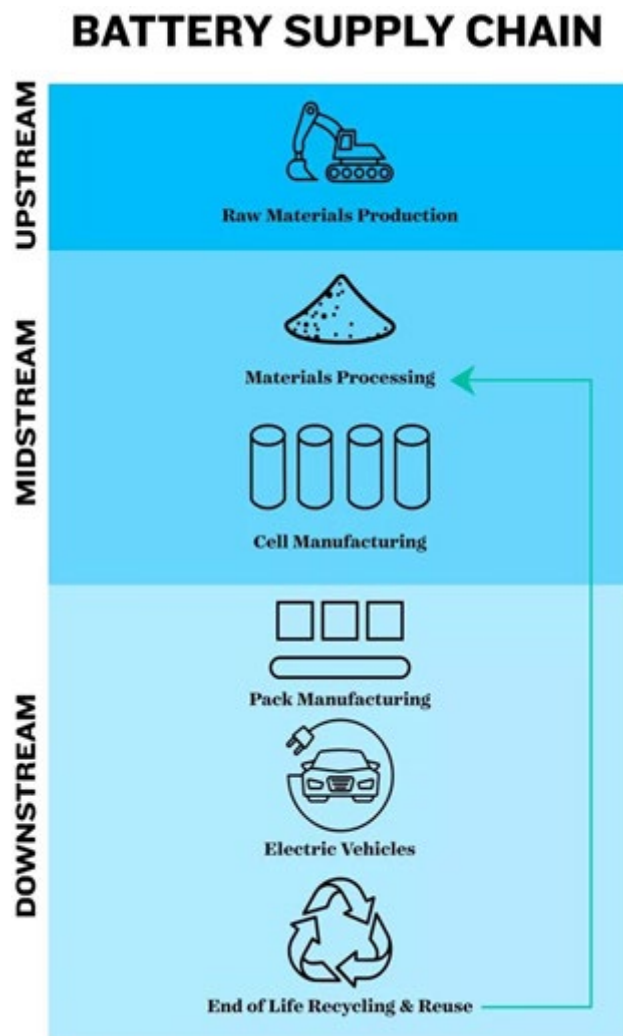 BATTERY SUPPLY CHAIN
UPSTREAM
Raw Materials Production
MIDSTREAM
Materials Processing
Cell Manufacturing
DOWNSTREAM
Pack Manufacturing
Electric Vehicles
End of Life Recycling & Reuse